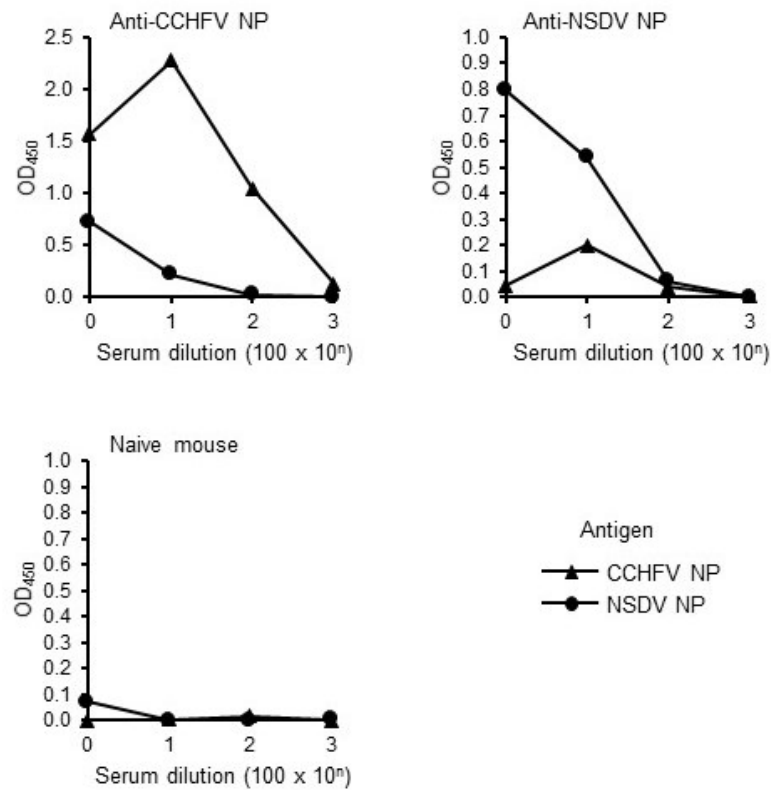 Anti-CCHFV NP
2.5
2.0
1.5
1.0
0.5
0.0
OD₄₅₀
0 1 2 3
Serum dilution (100 x 10ⁿ)
Anti-NSDV NP
1.0
0.9
0.8
0.7
0.6
0.5
0.4
0.3
0.2
0.1
0.0
OD₄₅₀
0 1 2 3
Serum dilution (100 x 10ⁿ)
Naive mouse
1.0
0.9
0.8
0.7
0.6
0.5
0.4
0.3
0.2
0.1
0.0
OD₄₅₀
0 1 2 3
Serum dilution (100 x 10ⁿ)
Antigen
CCHFV NP
NSDV NP